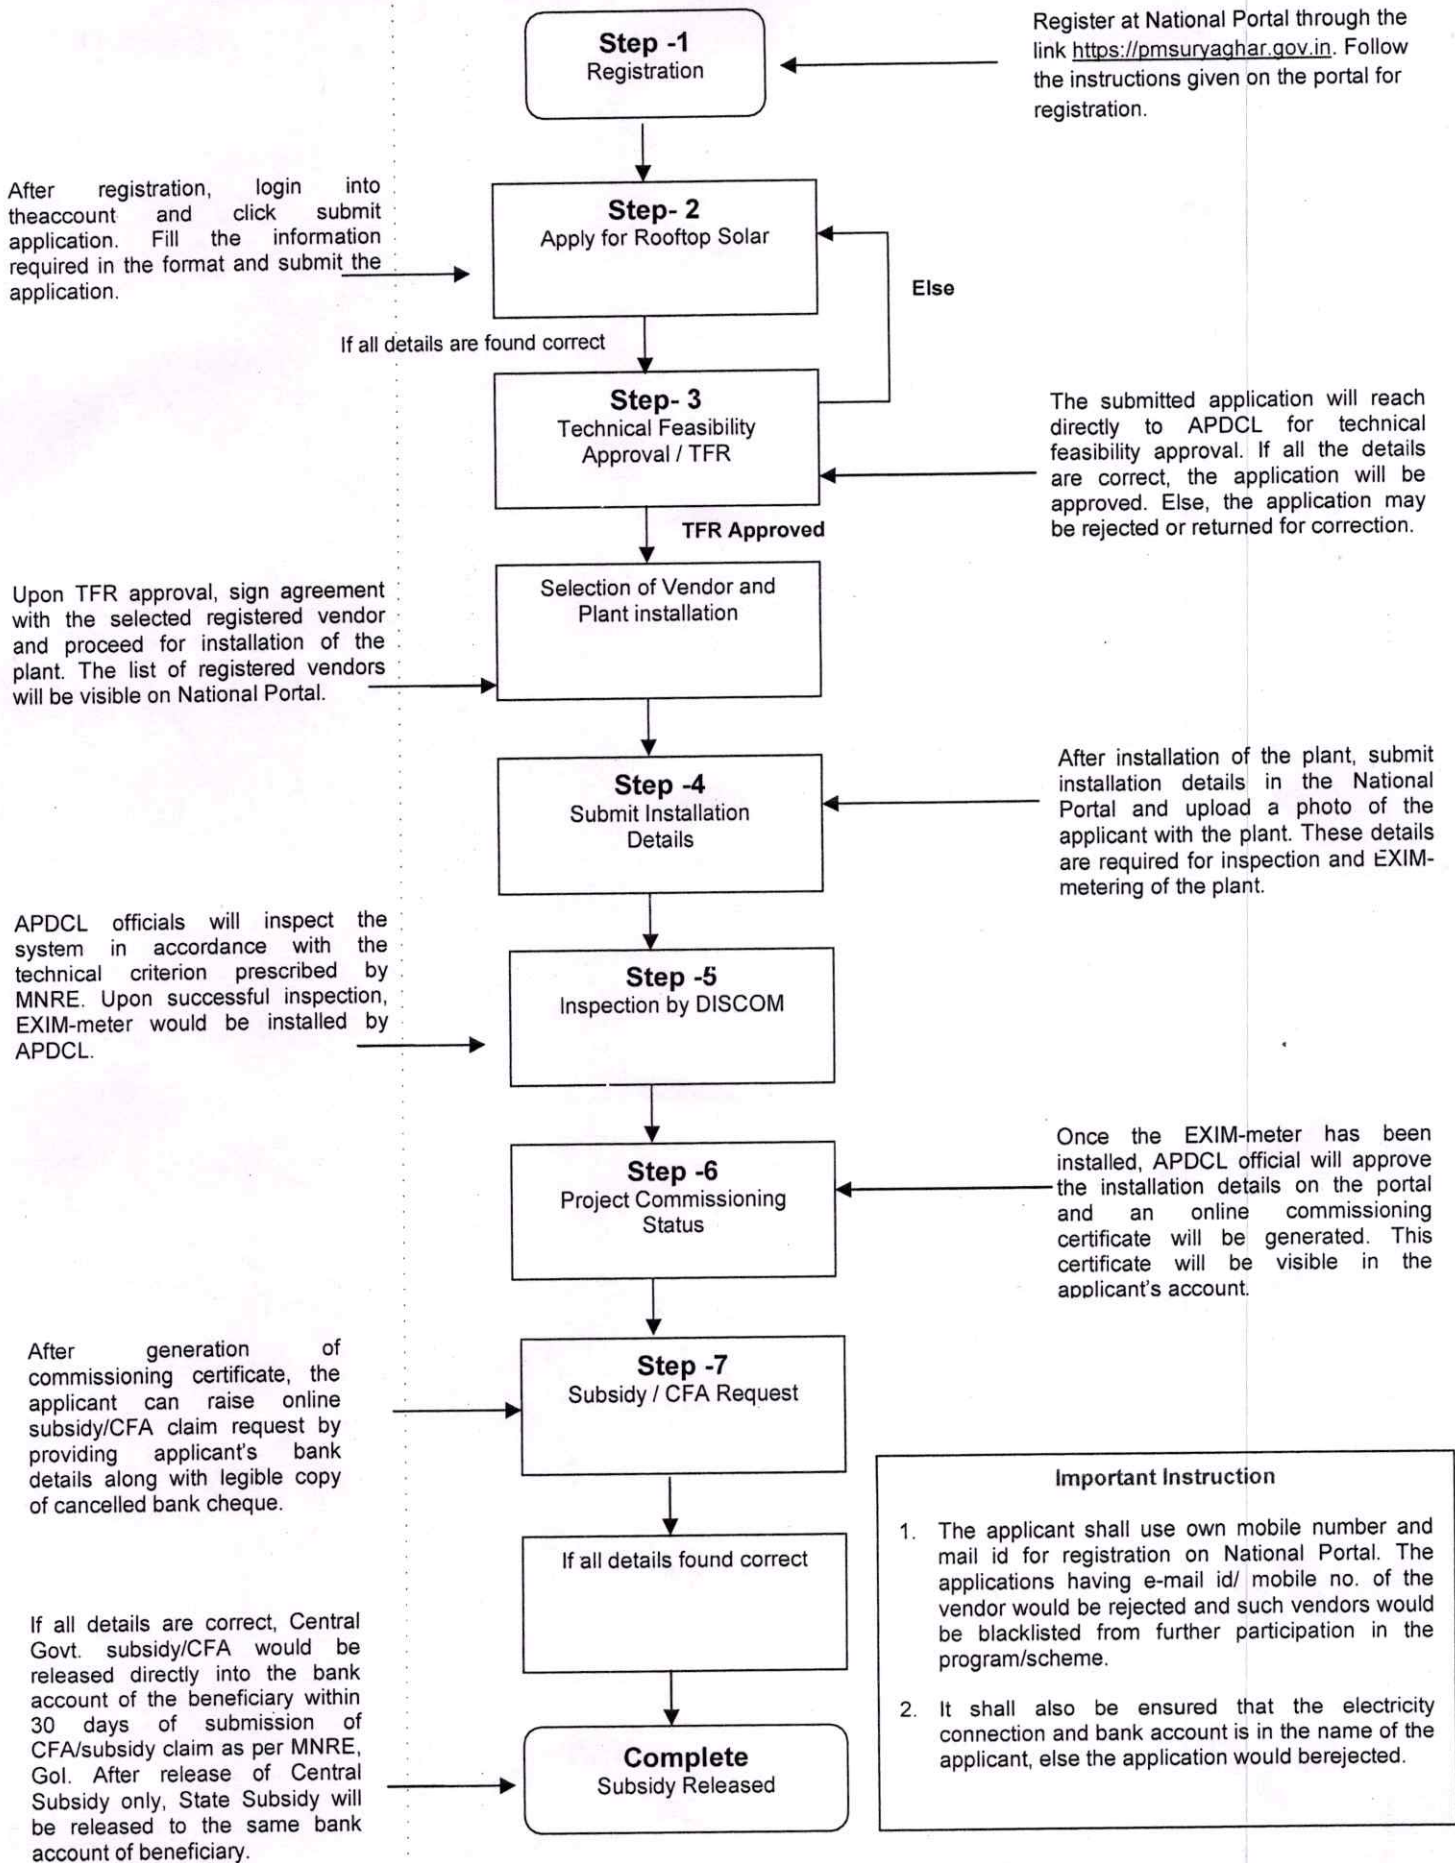 Step -1
Registration
Register at National Portal through the
link https://pmsuryaghar.gov.in. Follow
the instructions given on the portal for
registration.
After registration, login into
theaccount and click submit
application. Fill the information
required in the format and submit the
application.
Step- 2
Apply for Rooftop Solar
Else
If all details are found correct
Step- 3
Technical Feasibility
Approval / TFR
The submitted application will reach
directly to APDCL for technical
feasibility approval. If all the details
are correct, the application will be
approved. Else, the application may
be rejected or returned for correction.
TFR Approved
Upon TFR approval, sign agreement
with the selected registered vendor
and proceed for installation of the
plant. The list of registered vendors
will be visible on National Portal.
Selection of Vendor and
Plant installation
Step -4
Submit Installation
Details
After installation of the plant, submit
installation details in the National
Portal and upload a photo of the
applicant with the plant. These details
are required for inspection and EXIM-
metering of the plant.
APDCL officials will inspect the
system in accordance with the
technical criterion prescribed by
MNRE. Upon successful inspection,
EXIM-meter would be installed by
APDCL.
Step -5
Inspection by DISCOM
Step -6
Project Commissioning
Status
Once the EXIM-meter has been
installed, APDCL official will approve
the installation details on the portal
and an online commissioning
certificate will be generated. This
certificate will be visible in the
applicant's account.
After generation of
commissioning certificate, the
applicant can raise online
subsidy/CFA claim request by
providing applicant's bank
details along with legible copy
of cancelled bank cheque.
Step -7
Subsidy / CFA Request
If all details found correct
If all details are correct, Central
Govt. subsidy/CFA would be
released directly into the bank
account of the beneficiary within
30 days of submission of
CFA/subsidy claim as per MNRE,
GoI. After release of Central
Subsidy only, State Subsidy will
be released to the same bank
account of beneficiary.
Complete
Subsidy Released
Important Instruction
1. The applicant shall use own mobile number and
mail id for registration on National Portal. The
applications having e-mail id/ mobile no. of the
vendor would be rejected and such vendors would
be blacklisted from further participation in the
program/scheme.
2. It shall also be ensured that the electricity
connection and bank account is in the name of the
applicant, else the application would berejected.